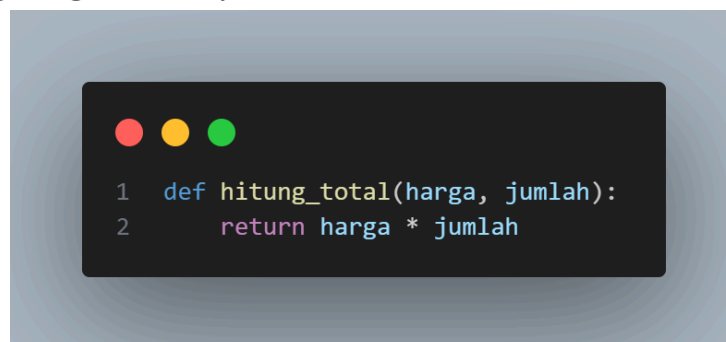 1 def hitung_total(harga, jumlah):
2     return harga * jumlah